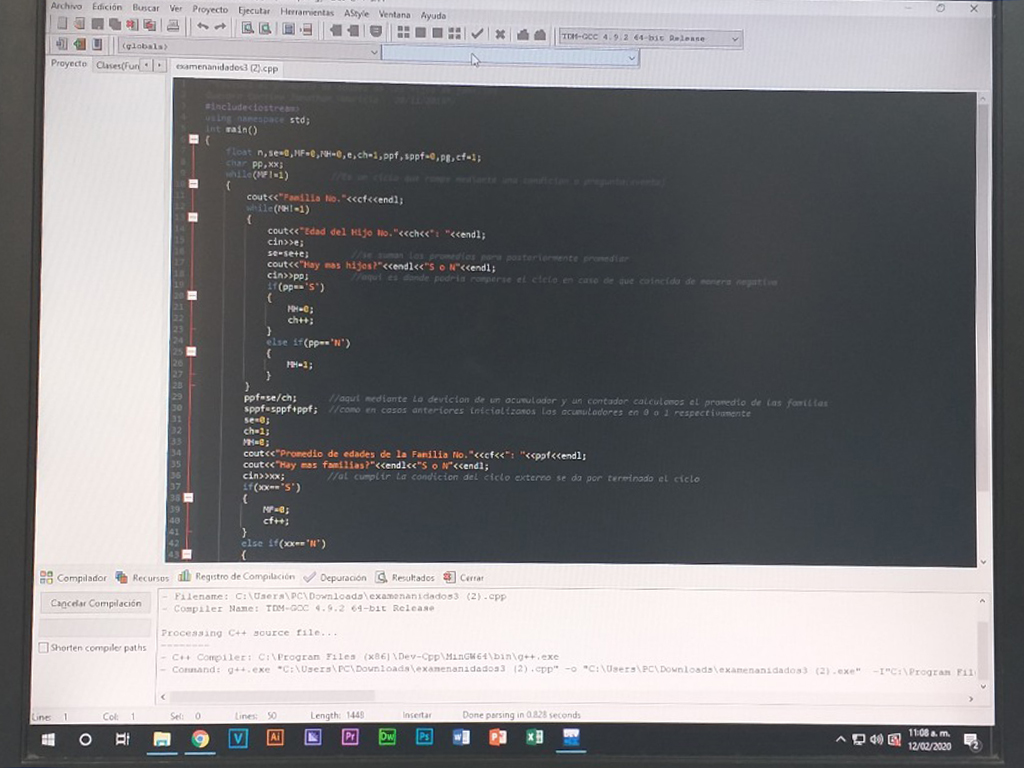 Archivo Edición Buscar Ver Proyecto Ejecutar Herramientas AStyle Ventana Ayuda
TDM-GCC 4.9.2 64-bit Release
(globals)
Proyecto Clases(Fun
examenanidados3 (2).cpp
#include<iostream>
using namespace std;
int main()
{
float n,se=0,MF=0,MH=0,e,ch=1,ppf,sppf=0,pg,cf=1;
char pp,xx;
while(MF!=1) //Es un ciclo que rompe mediante una condicion o pregunta
{
cout<<"Familia No."<<cf<<endl;
while(MH!=1)
{
cout<<"Edad del Hijo No."<<ch<<": "<<endl;
cin>>e;
se=se+e; //se suman los promedios para posteriormente promediar
cout<<"Hay mas hijos?"<<endl<<"S o N"<<endl;
cin>>pp; //aqui es donde podria romperse el ciclo en caso de que coincida de manera negativa
if(pp=='S')
{
MH=0;
ch++;
}
else if(pp=='N')
{
MH=1;
}
}
ppf=se/ch; //aqui mediante la devicion de un acumulador y un contador calculamos el promedio de las familias
sppf=sppf+ppf; //como en casos anteriores inicializamos los acumuladores en 0 o 1 respectivamente
se=0;
ch=1;
MH=0;
cout<<"Promedio de edades de la Familia No."<<cf<<": "<<ppf<<endl;
cout<<"Hay mas familias?"<<endl<<"S o N"<<endl;
cin>>xx; //al cumplir la condicion del ciclo externo se da por terminado el ciclo
if(xx=='S')
{
MF=0;
cf++;
}
else if(xx=='N')
{
Compilador Recursos Registro de Compilación Depuración Resultados Cerrar
Cancelar Compilación
Shorten compiler paths
- Filename: C:\Users\PC\Downloads\examenanidados3 (2).cpp
- Compiler Name: TDM-GCC 4.9.2 64-bit Release
Processing C++ source file...
--------
- C++ Compiler: C:\Program Files (x86)\Dev-Cpp\MinGW64\bin\g++.exe
- Command: g++.exe "C:\Users\PC\Downloads\examenanidados3 (2).cpp" -o "C:\Users\PC\Downloads\examenanidados3 (2).exe" -I"C:\Program Fil
Line: 1 Col: 1 Sel: 0 Lines: 50 Length: 1448 Insertar Done parsing in 0.828 seconds
11:08 a. m.
12/02/2020